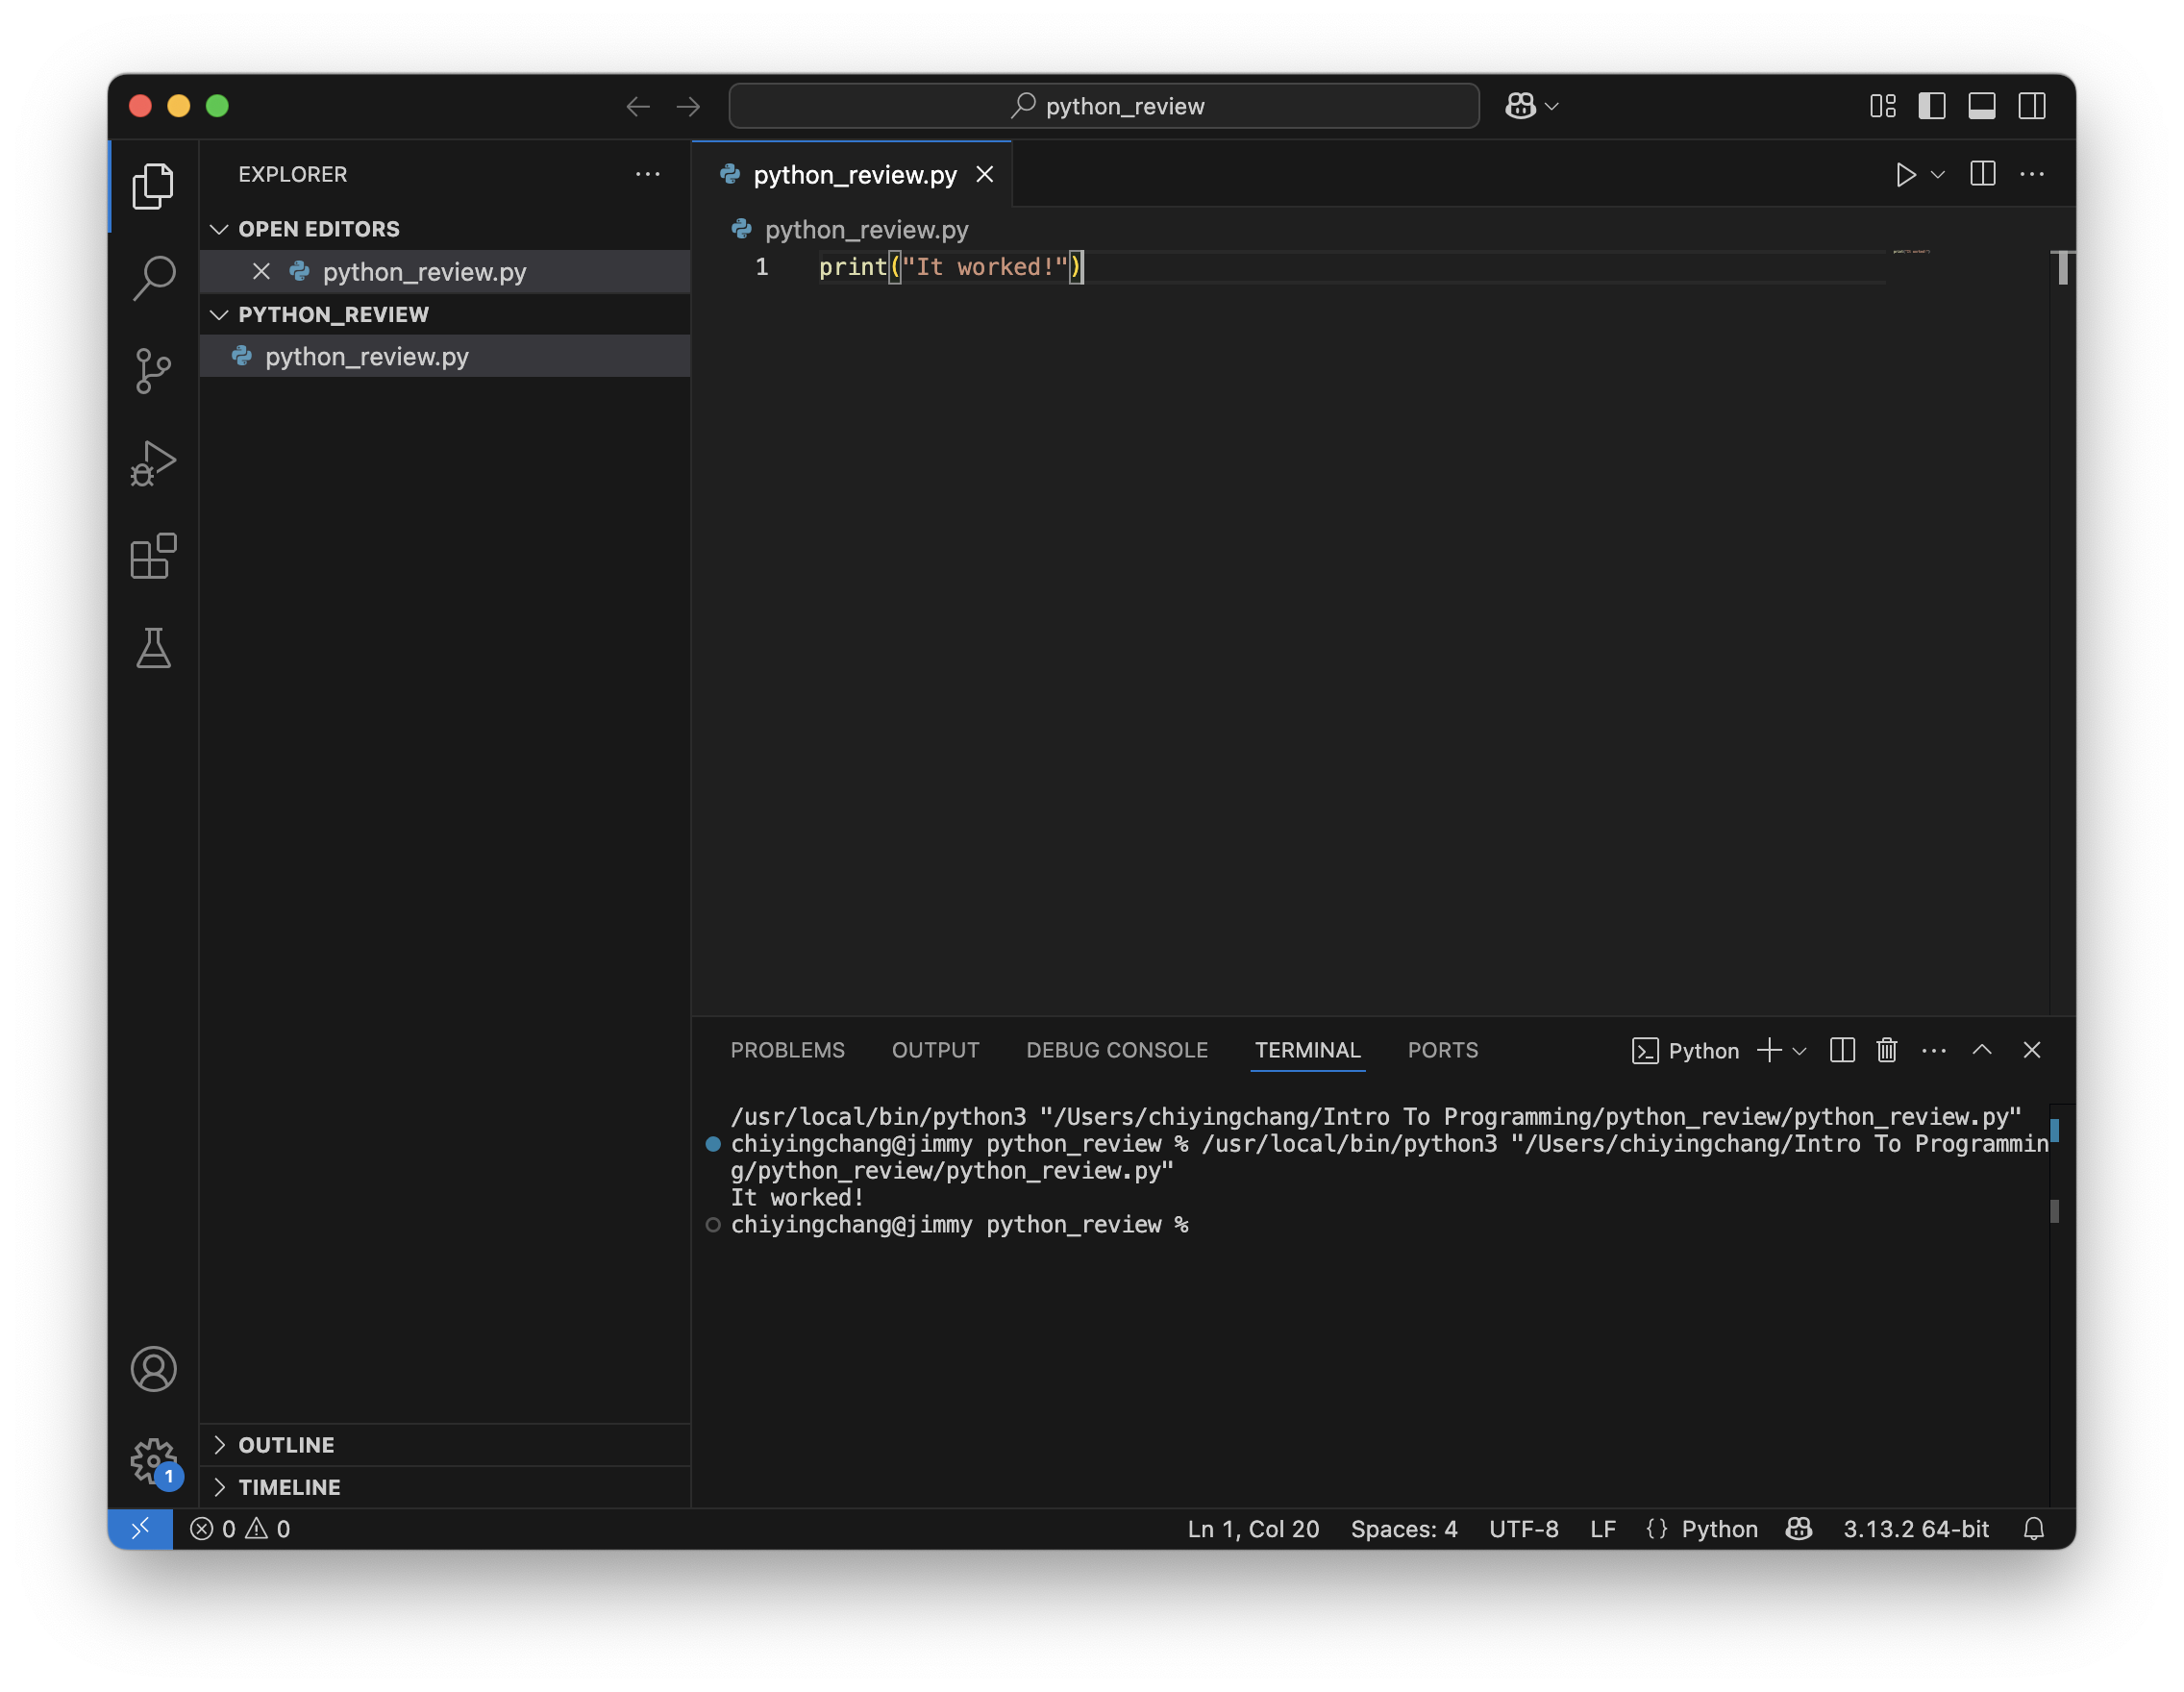 python_review
EXPLORER
OPEN EDITORS
python_review.py
PYTHON_REVIEW
python_review.py
OUTLINE
TIMELINE
python_review.py
python_review.py
1 print("It worked!")
PROBLEMS OUTPUT DEBUG CONSOLE TERMINAL PORTS Python
/usr/local/bin/python3 "/Users/chiyingchang/Intro To Programming/python_review/python_review.py"
chiyingchang@jimmy python_review % /usr/local/bin/python3 "/Users/chiyingchang/Intro To Programmin
g/python_review/python_review.py"
It worked!
chiyingchang@jimmy python_review %
1
0 0 Ln 1, Col 20 Spaces: 4 UTF-8 LF {} Python 3.13.2 64-bit